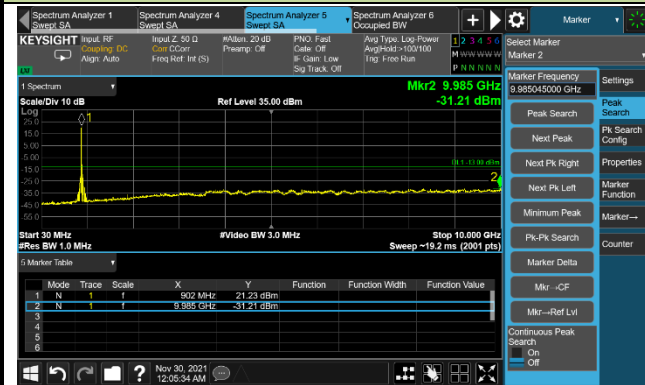 Spectrum Analyzer 1
Swept SA
Spectrum Analyzer 4
Swept SA
Spectrum Analyzer 5
Swept SA
Spectrum Analyzer 6
Occupied BW
Marker
KEYSIGHT
Input: RF
Coupling: DC
Align: Auto
Input Z: 50 Ω
Corr CCorr
Freq Ref: Int (S)
#Atten: 20 dB
Preamp: Off
PNO: Fast
Gate: Off
IF Gain: Low
Sig Track: Off
Avg Type: Log-Power
Avg|Hold:>100/100
Trig: Free Run
1 2 3 4 5 6
M W W W W W
P N N N N N
LXI
Select Marker
Marker 2
1 Spectrum
Mkr2 9.985 GHz
Scale/Div 10 dB
Ref Level 35.00 dBm
-31.21 dBm
Log
25.0
15.0
5.00
-5.00
-15.0
-25.0
-35.0
-45.0
-55.0
1
DL1 -13.00 dBm
2
Start 30 MHz
#Video BW 3.0 MHz
Stop 10.000 GHz
#Res BW 1.0 MHz
Sweep ~19.2 ms (2001 pts)
5 Marker Table
Mode Trace Scale X Y Function Function Width Function Value
1 N 1 f 902 MHz 21.23 dBm
2 N 1 f 9.985 GHz -31.21 dBm
3
4
5
6
Marker Frequency
9.985045000 GHz
Peak Search
Next Peak
Next Pk Right
Next Pk Left
Minimum Peak
Pk-Pk Search
Marker Delta
Mkr→CF
Mkr→Ref Lvl
Continuous Peak
Search
On
Off
Settings
Peak
Search
Pk Search
Config
Properties
Marker
Function
Marker→
Counter
?
Nov 30, 2021
12:05:34 AM